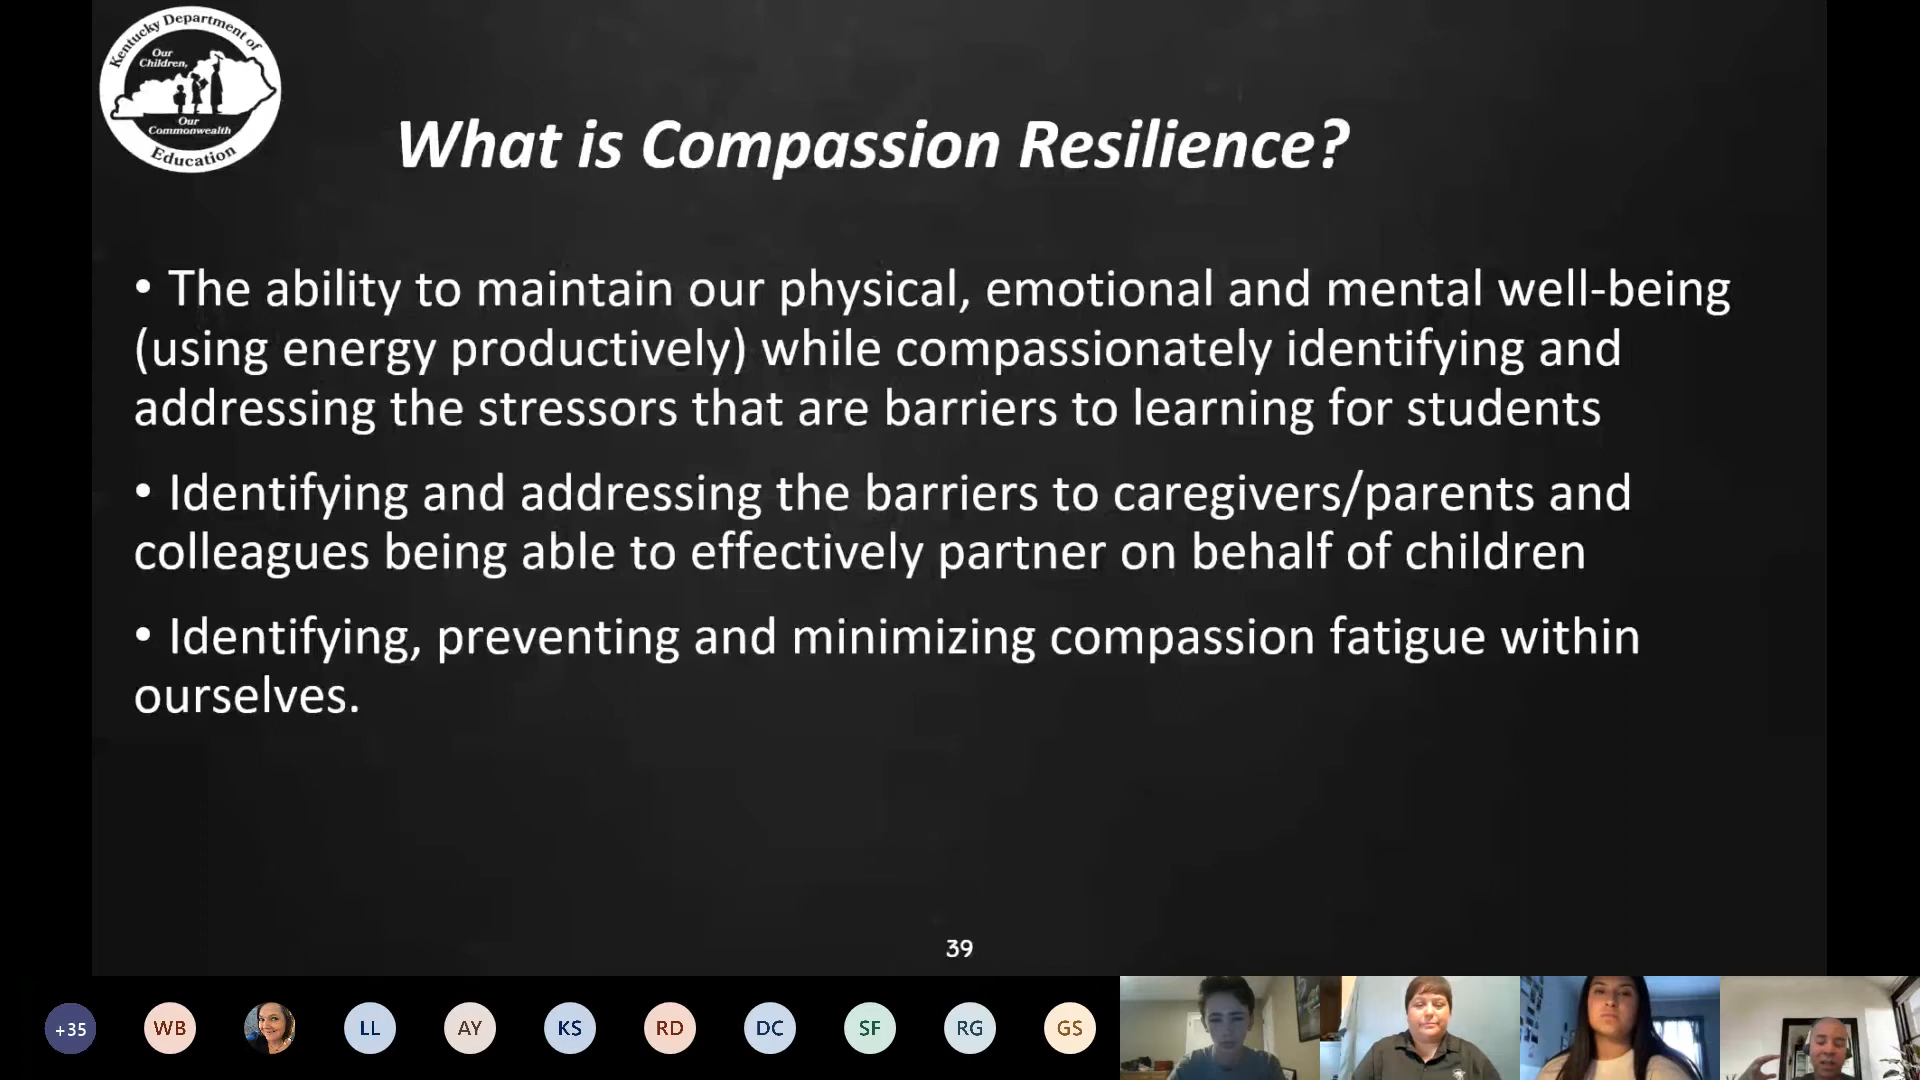 Kentucky Department of
Our
Children,
Our
Commonwealth
Education
What is Compassion Resilience?
• The ability to maintain our physical, emotional and mental well-being
(using energy productively) while compassionately identifying and
addressing the stressors that are barriers to learning for students
• Identifying and addressing the barriers to caregivers/parents and
colleagues being able to effectively partner on behalf of children
• Identifying, preventing and minimizing compassion fatigue within
ourselves.
39
+35 WB LL AY KS RD DC SF RG GS